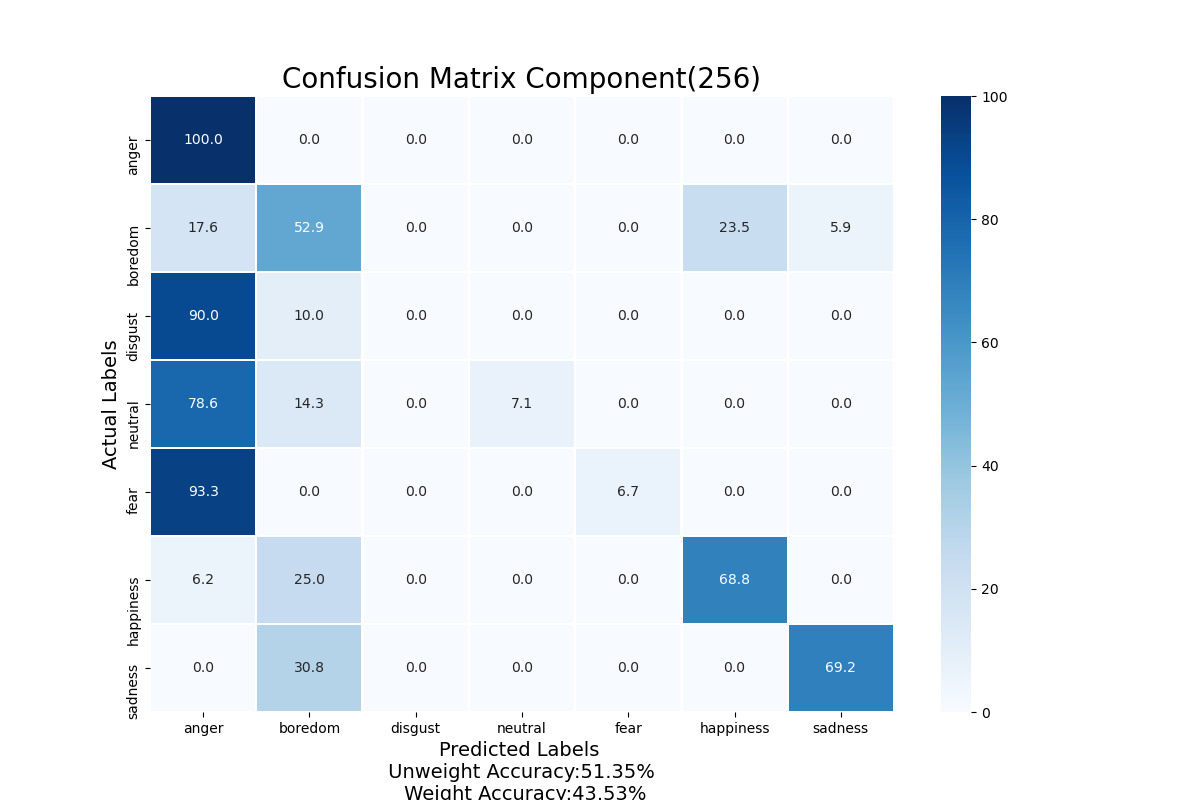 Confusion Matrix Component(256)
anger 100.0 0.0 0.0 0.0 0.0 0.0 0.0
boredom 17.6 52.9 0.0 0.0 0.0 23.5 5.9
disgust 90.0 10.0 0.0 0.0 0.0 0.0 0.0
neutral 78.6 14.3 0.0 7.1 0.0 0.0 0.0
fear 93.3 0.0 0.0 0.0 6.7 0.0 0.0
happiness 6.2 25.0 0.0 0.0 0.0 68.8 0.0
sadness 0.0 30.8 0.0 0.0 0.0 0.0 69.2
anger boredom disgust neutral fear happiness sadness
Actual Labels
Predicted Labels
Unweight Accuracy:51.35%
Weight Accuracy:43.53%
100
80
60
40
20
0